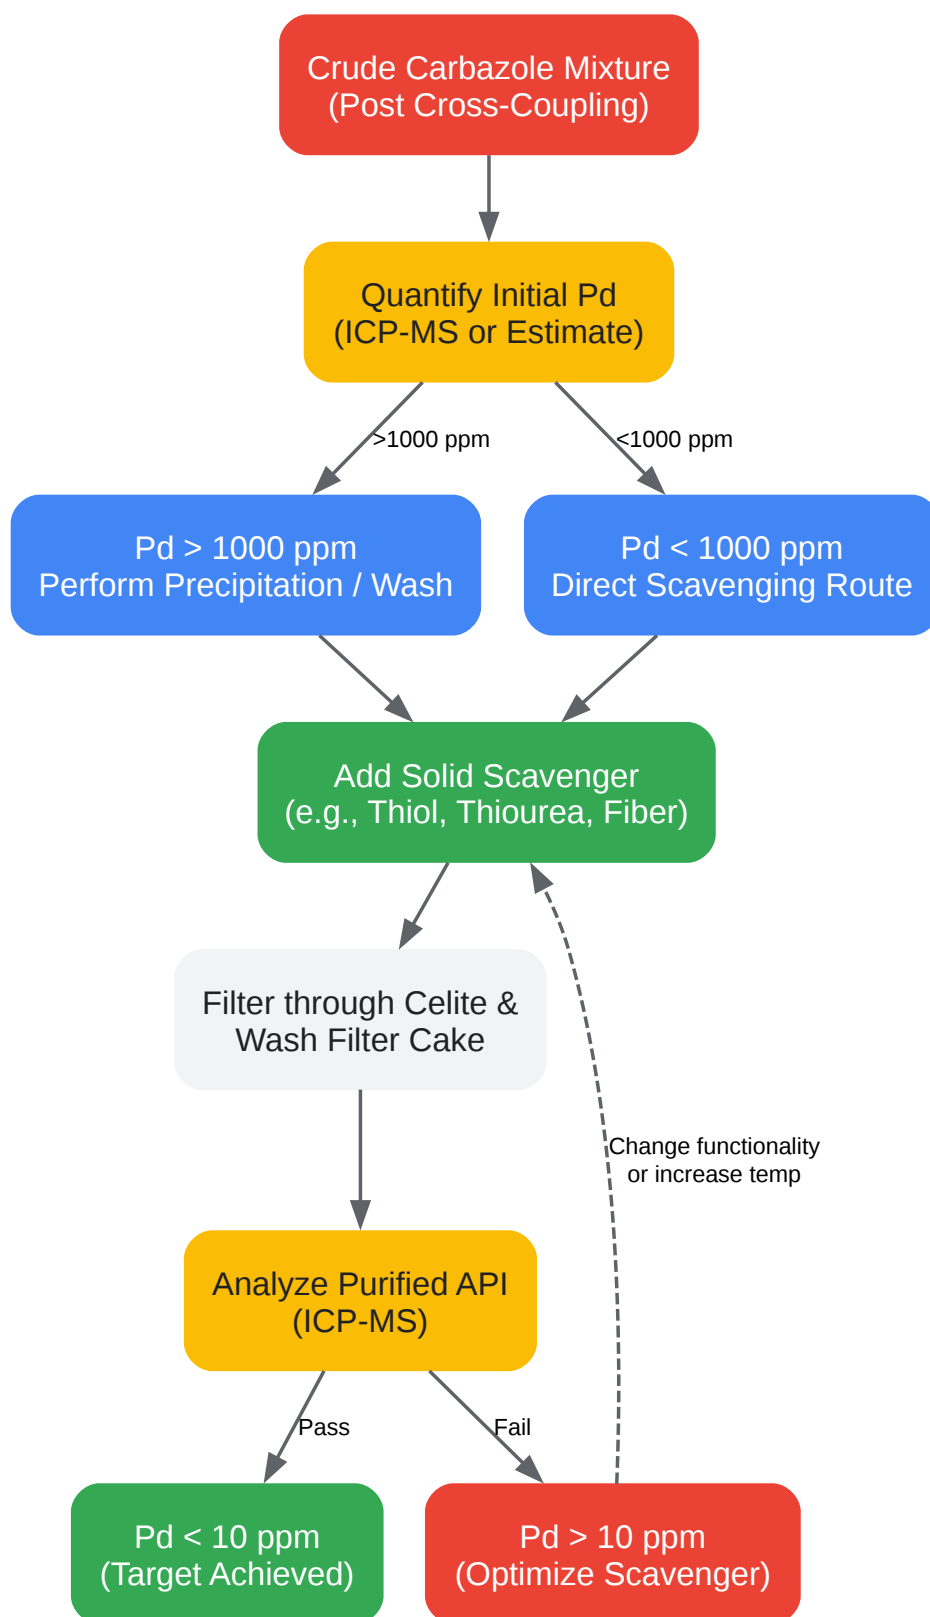 Crude Carbazole Mixture
(Post Cross-Coupling)
Quantify Initial Pd
(ICP-MS or Estimate)
>1000 ppm
<1000 ppm
Pd > 1000 ppm
Perform Precipitation / Wash
Pd < 1000 ppm
Direct Scavenging Route
Add Solid Scavenger
(e.g., Thiol, Thiourea, Fiber)
Filter through Celite &
Wash Filter Cake
Change functionality
or increase temp
Analyze Purified API
(ICP-MS)
Pass
Fail
Pd < 10 ppm
(Target Achieved)
Pd > 10 ppm
(Optimize Scavenger)